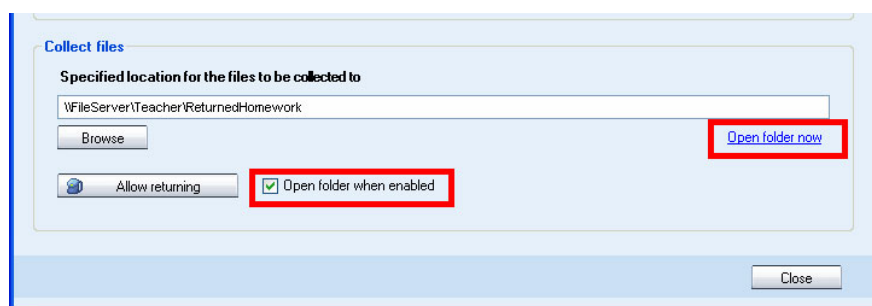 Collect files
Specified location for the files to be collected to
\\FileServer\Teacher\ReturnedHomework
Browse
Open folder now
Allow returning
Open folder when enabled
Close